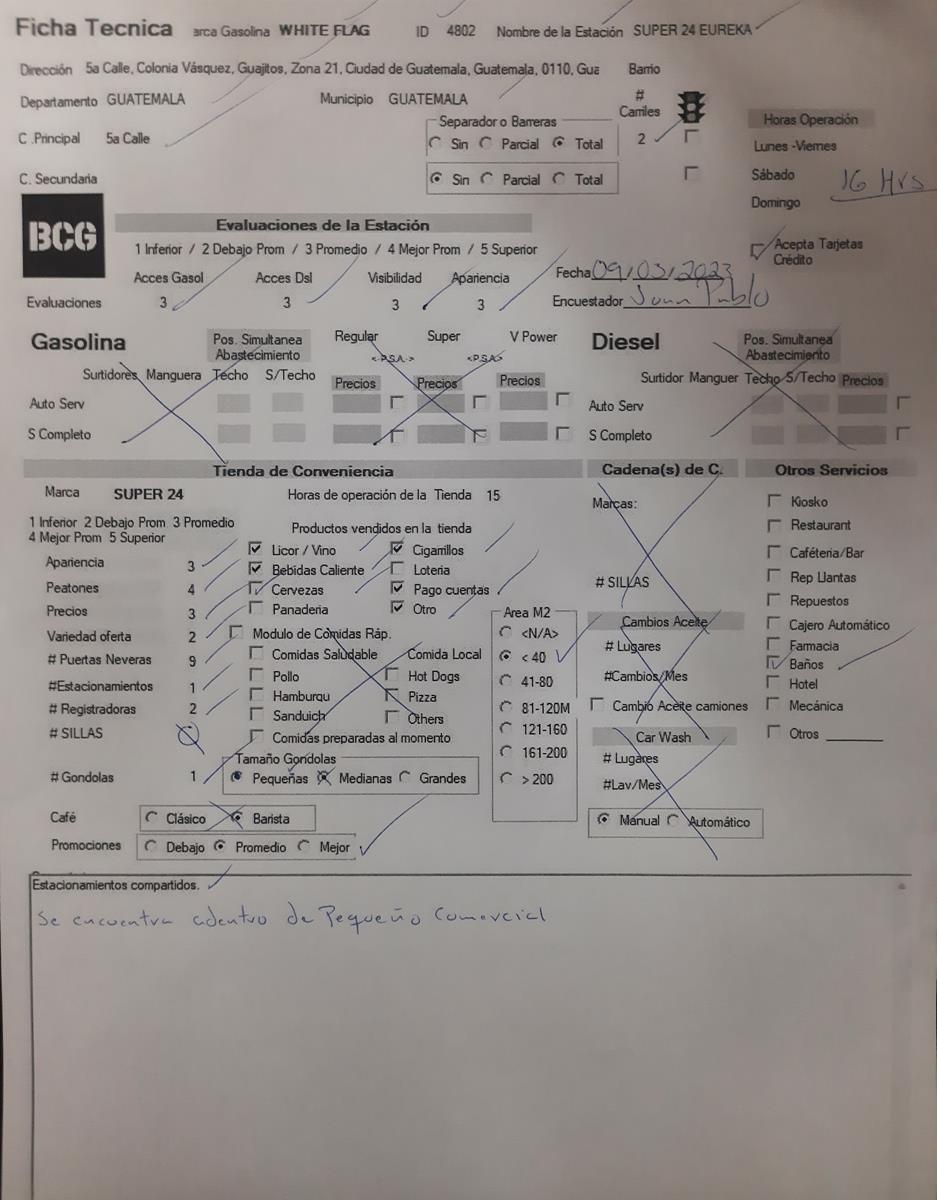 Ficha Tecnica arca Gasolina WHITE FLAG ID 4802 Nombre de la Estación SUPER 24 EUREKA
Dirección 5a Calle, Colonia Vásquez, Guajitos, Zona 21, Ciudad de Guatemala, Guatemala, 0110, Gua Barrio
Departamento GUATEMALA Municipio GUATEMALA # Carriles
C .Principal 5a Calle Separador o Barreras 2 Horas Operación
Sin Parcial Total Lunes -Viernes
C. Secundaria Sin Parcial Total Sábado 16 Hrs
Domingo
BCG
Evaluaciones de la Estación
1 Inferior / 2 Debajo Prom / 3 Promedio / 4 Mejor Prom / 5 Superior
Acepta Tarjetas Crédito
Acces Gasol Acces Dsl Visibilidad Apariencia Fecha 09/03/2023
Evaluaciones 3 3 3 3 Encuestador Juan Pablo
Gasolina Pos. Simultanea Abastecimiento Regular Super V Power Diesel Pos. Simultanea Abastecimiento
<-P.S.A.-> <-P.S.A->
Surtidores Manguera Techo S/Techo Precios Precios Precios Surtidor Manguer Techo S/Techo Precios
Auto Serv Auto Serv
S Completo S Completo
Tienda de Conveniencia Cadena(s) de C. Otros Servicios
Marca SUPER 24 Horas de operación de la Tienda 15 Marcas: Kiosko
1 Inferior 2 Debajo Prom 3 Promedio
4 Mejor Prom 5 Superior
Productos vendidos en la tienda Restaurant
Apariencia 3 Licor / Vino Cigarrillos Caféteria/Bar
Peatones 4 Bebidas Caliente Loteria # SILLAS Rep Llantas
Cervezas Pago cuentas Repuestos
Precios 3 Panaderia Otro Area M2 Cambios Aceite Cajero Automático
Variedad oferta 2 Modulo de Comidas Ráp. <N/A> # Lugares Farmacia
# Puertas Neveras 9 Comidas Saludable Comida Local < 40 Baños
#Estacionamientos 1 Pollo Hot Dogs 41-80 #Cambios/Mes Hotel
# Registradoras 2 Hamburqu Pizza 81-120M Cambio Aceite camiones Mecánica
# SILLAS Sanduich Others 121-160 Car Wash Otros
Comidas preparadas al momento 161-200 # Lugares
Tamaño Gondolas
# Gondolas 1 Pequeñas Medianas Grandes > 200 #Lav/Mes
Café Clásico Barista Manual Automático
Promociones Debajo Promedio Mejor
Estacionamientos compartidos.
Se encuentra adentro de Pequeño Comercial